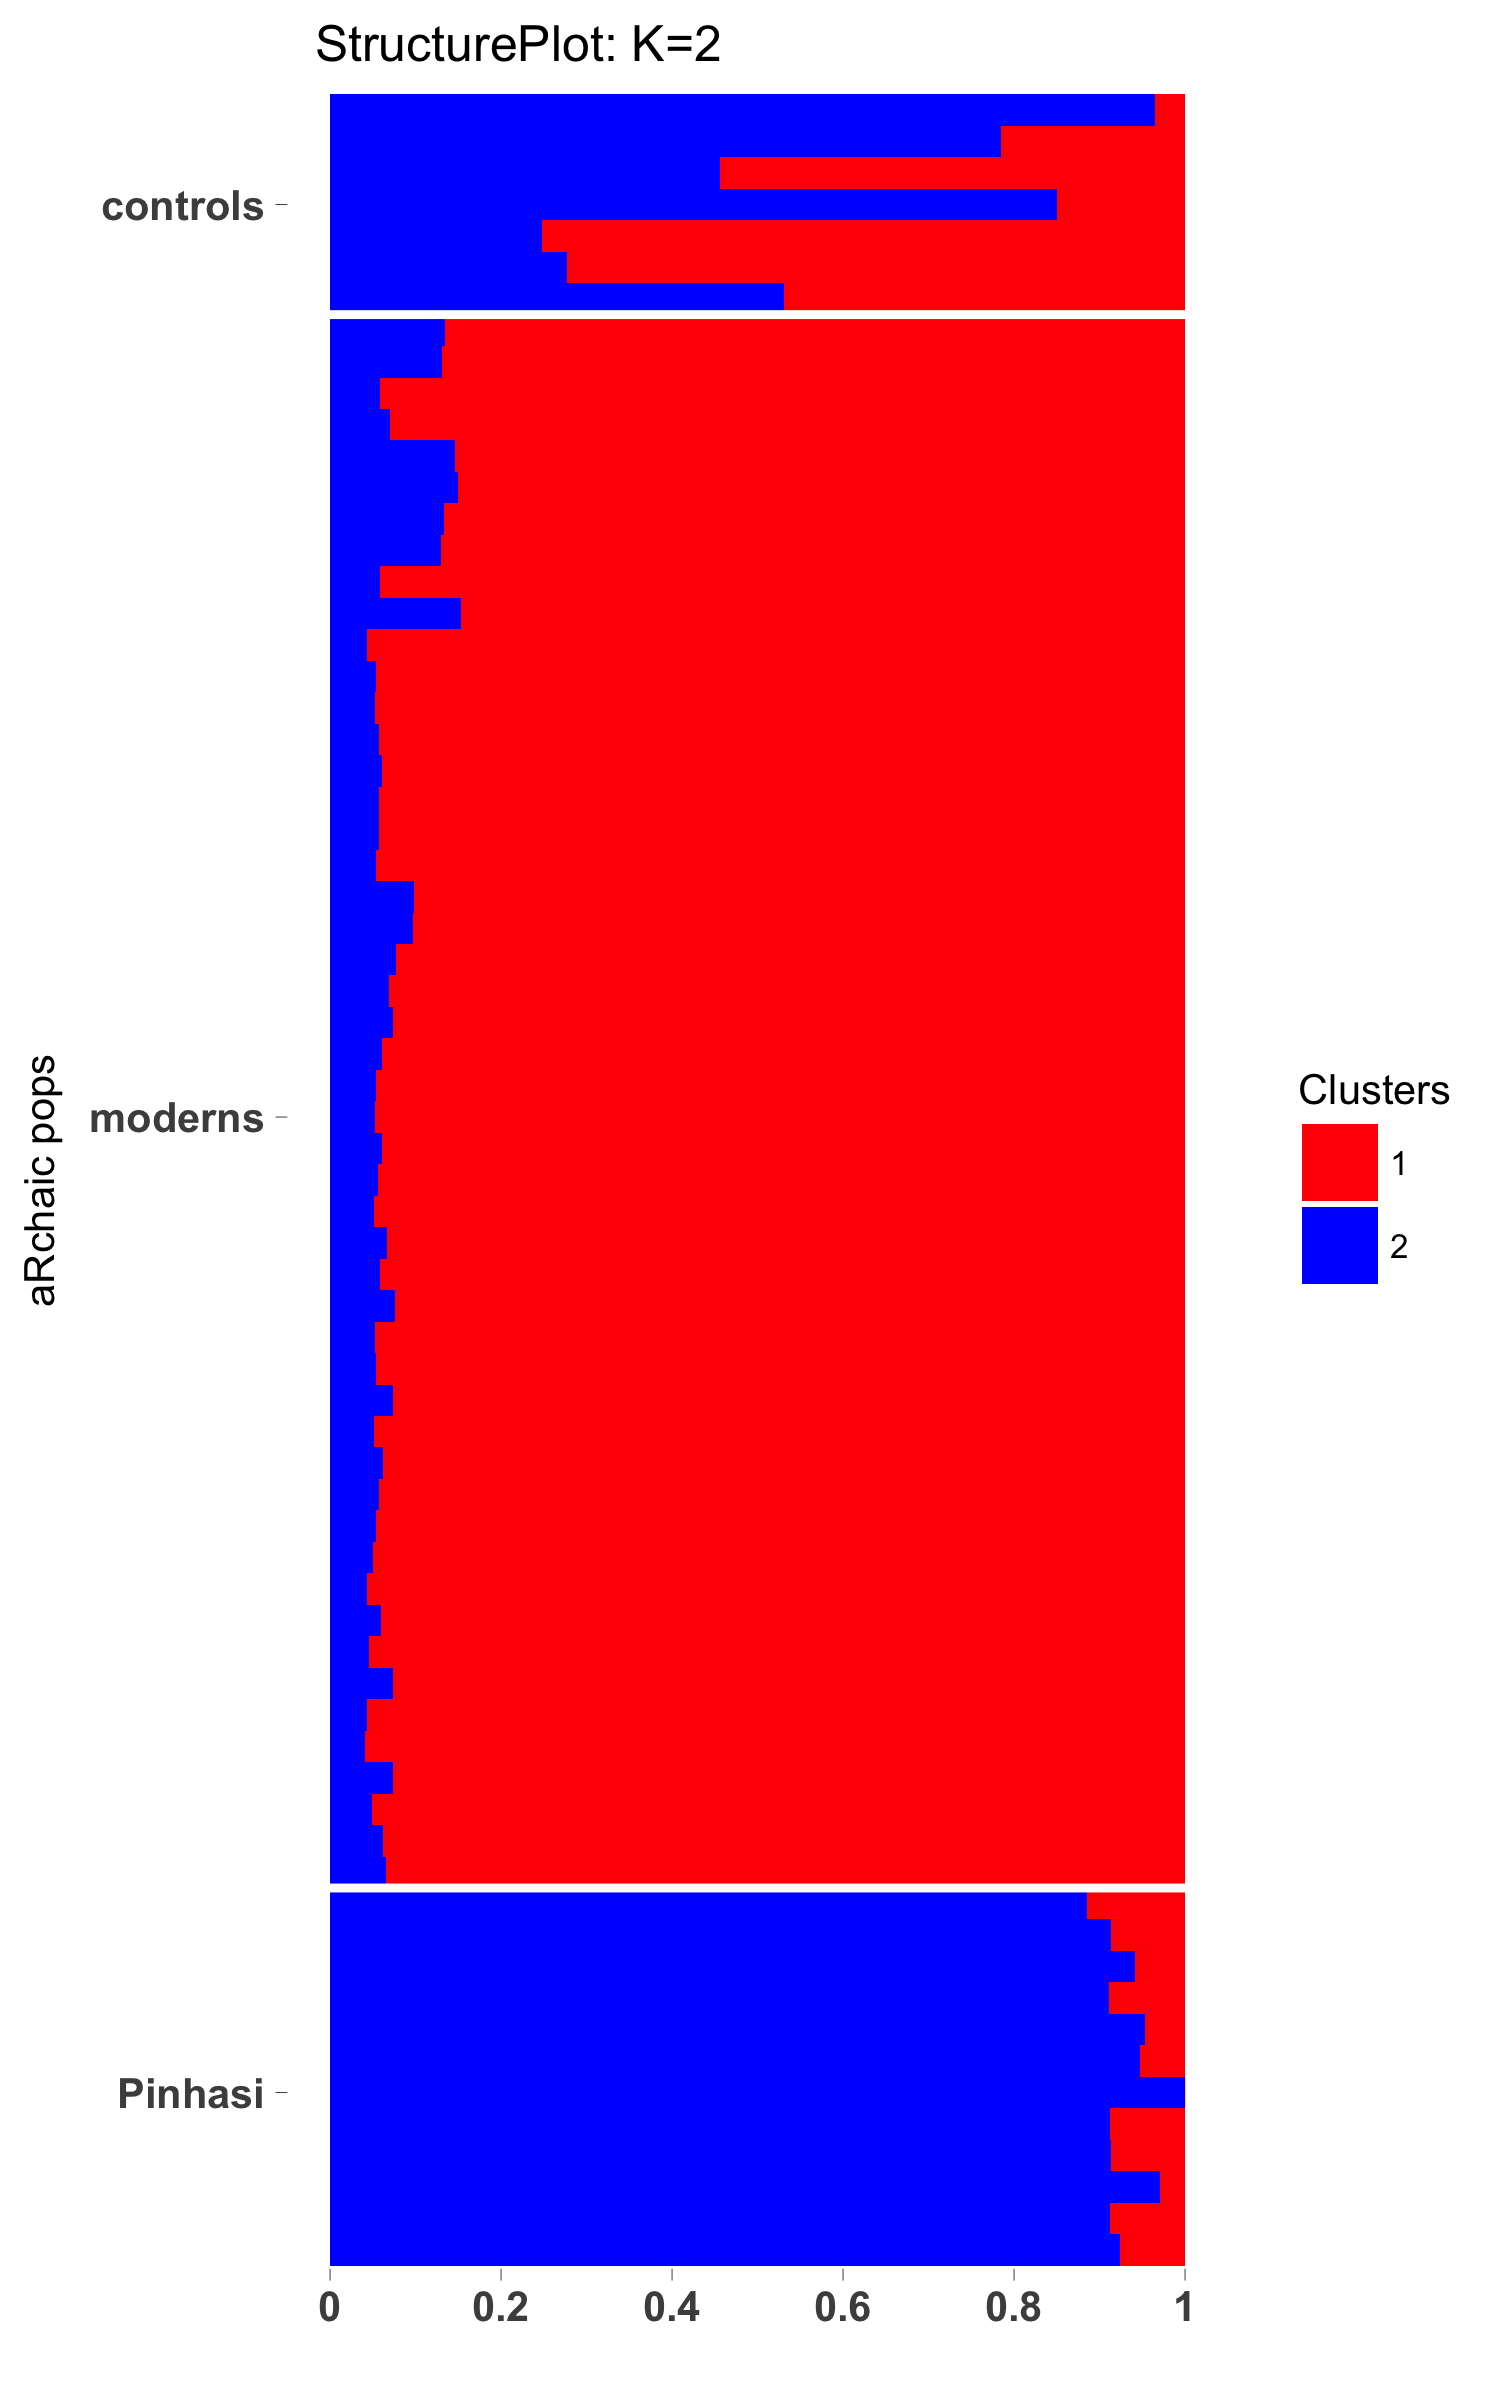 StructurePlot: K=2
controls
moderns
Pinhasi
aRchaic pops
0 0.2 0.4 0.6 0.8 1
Clusters
1
2